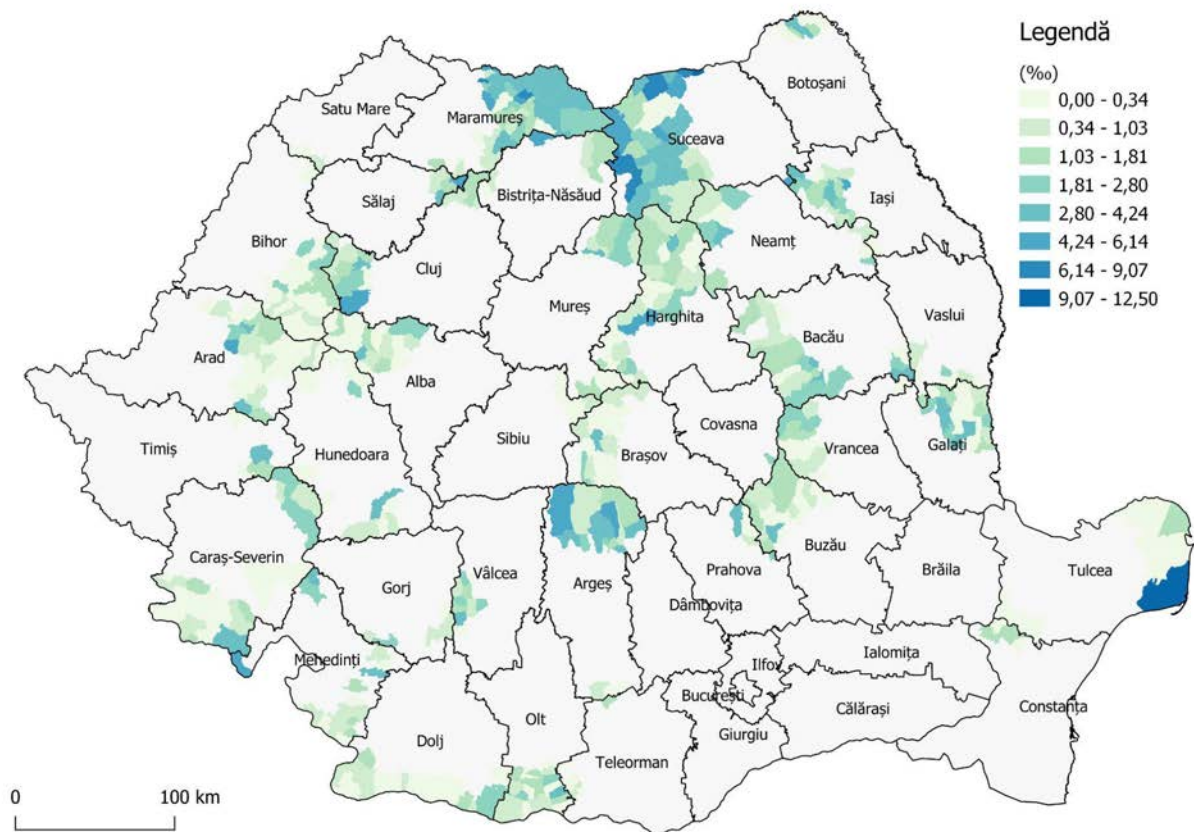 Legendă
(‰)
0,00 - 0,34
0,34 - 1,03
1,03 - 1,81
1,81 - 2,80
2,80 - 4,24
4,24 - 6,14
6,14 - 9,07
9,07 - 12,50
Botoșani
Satu Mare
Maramureș
Suceava
Sălaj
Bistrița-Năsăud
Iași
Bihor
Neamț
Cluj
Mureș
Harghita
Vaslui
Bacău
Arad
Alba
Covasna
Timiș
Hunedoara
Sibiu
Brașov
Vrancea
Galați
Caraș-Severin
Gorj
Vâlcea
Argeș
Prahova
Buzău
Brăila
Tulcea
Dâmbovița
Mehedinți
Ilfov
Ialomița
București
Călărași
Constanța
Dolj
Olt
Giurgiu
Teleorman
0
100 km